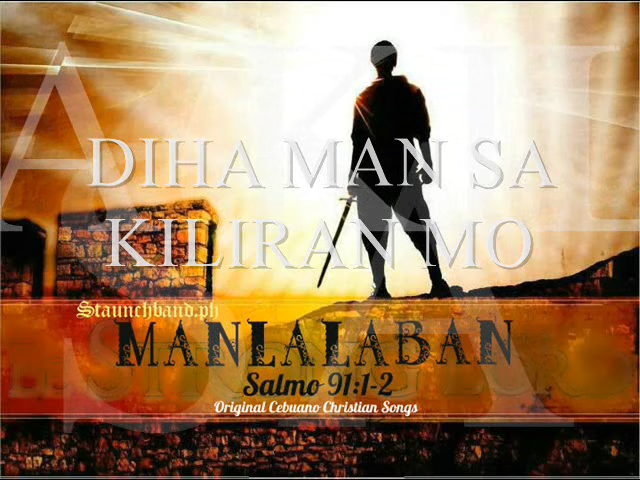 DIHA MAN SA
KILIRAN MO
Staunchband.ph
MANLALABAN
Salmo 91:1-2
Original Cebuano Christian Songs